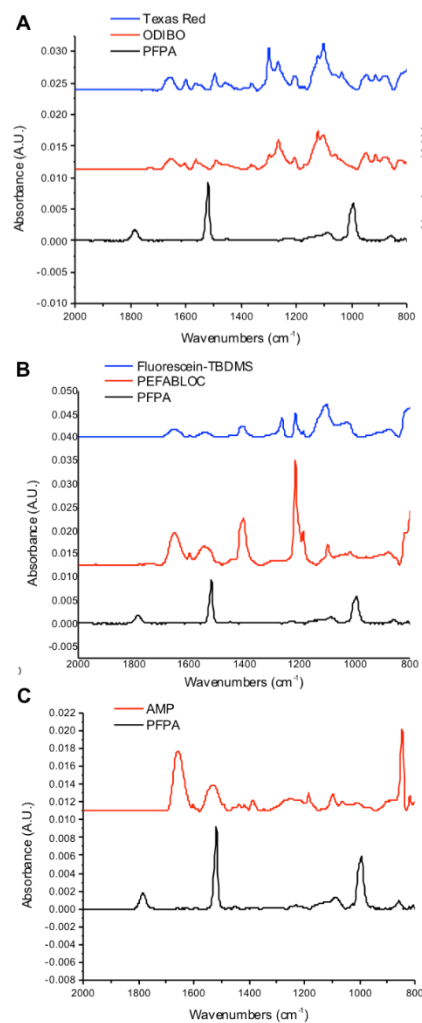 A
Texas Red
ODIBO
PFPA
Absorbance (A.U.)
0.030
0.025
0.020
0.015
0.010
0.005
0.000
-0.005
-0.010
2000 1800 1600 1400 1200 1000 800
Wavenumbers (cm-1)
B
Fluorescein-TBDMS
PEFABLOC
PFPA
Absorbance (A.U.)
0.050
0.045
0.040
0.035
0.030
0.025
0.020
0.015
0.010
0.005
0.000
-0.005
2000 1800 1600 1400 1200 1000 800
Wavenumbers (cm-1)
C
AMP
PFPA
Absorbance (A.U.)
0.022
0.020
0.018
0.016
0.014
0.012
0.010
0.008
0.006
0.004
0.002
0.000
-0.002
-0.004
-0.006
-0.008
2000 1800 1600 1400 1200 1000 800
Wavenumbers (cm-1)